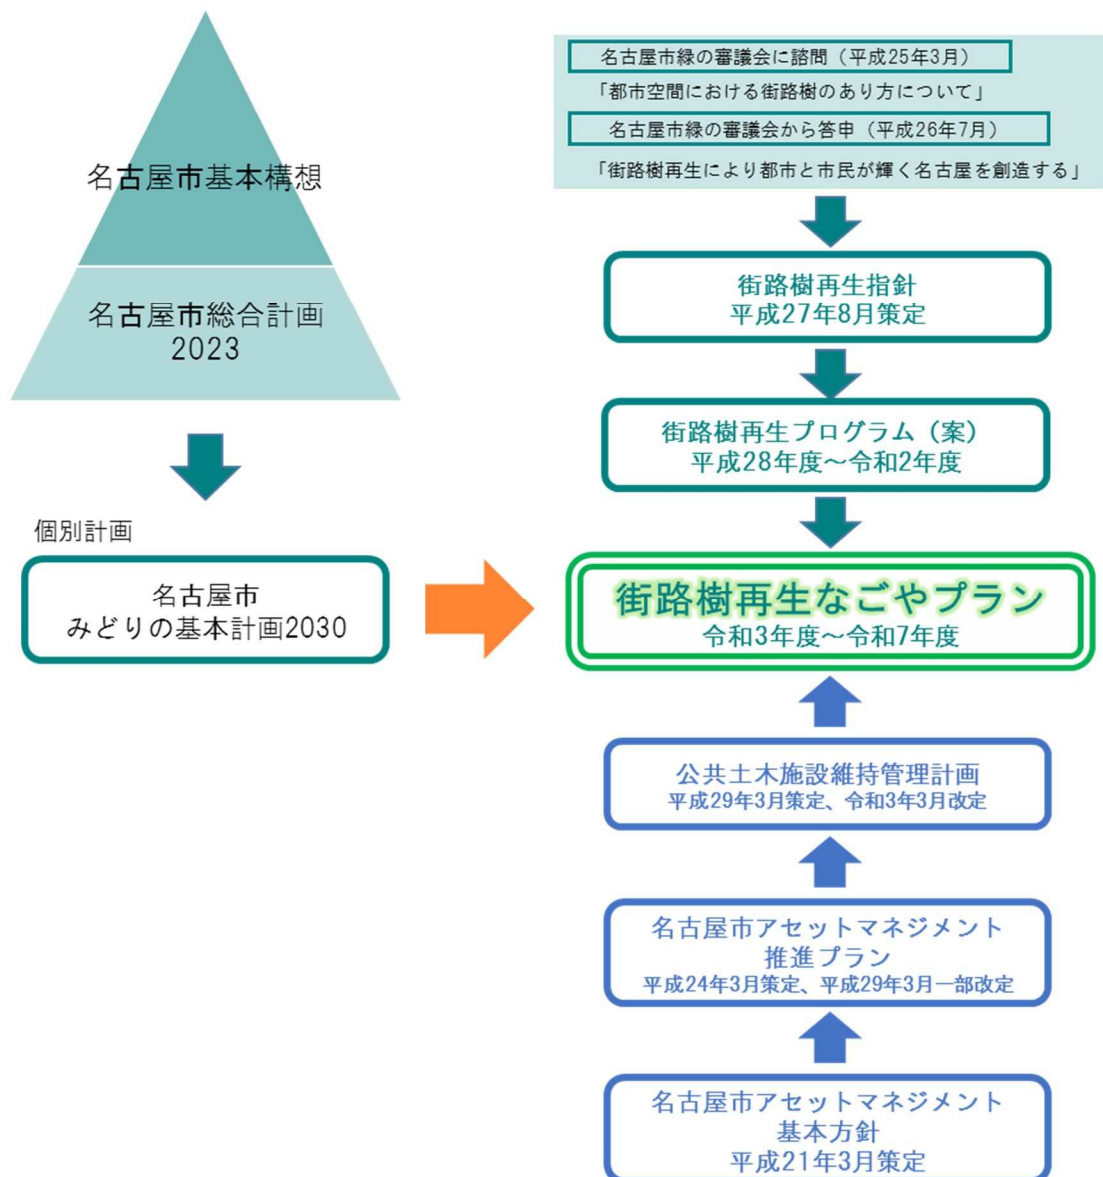 名古屋市基本構想
名古屋市総合計画
2023
個別計画
名古屋市
みどりの基本計画2030
名古屋市緑の審議会に諮問（平成25年3月）
「都市空間における街路樹のあり方について」
名古屋市緑の審議会から答申（平成26年7月）
「街路樹再生により都市と市民が輝く名古屋を創造する」
街路樹再生指針
平成27年8月策定
街路樹再生プログラム（案）
平成28年度～令和2年度
街路樹再生なごやプラン
令和3年度～令和7年度
公共土木施設維持管理計画
平成29年3月策定、令和3年3月改定
名古屋市アセットマネジメント
推進プラン
平成24年3月策定、平成29年3月一部改定
名古屋市アセットマネジメント
基本方針
平成21年3月策定